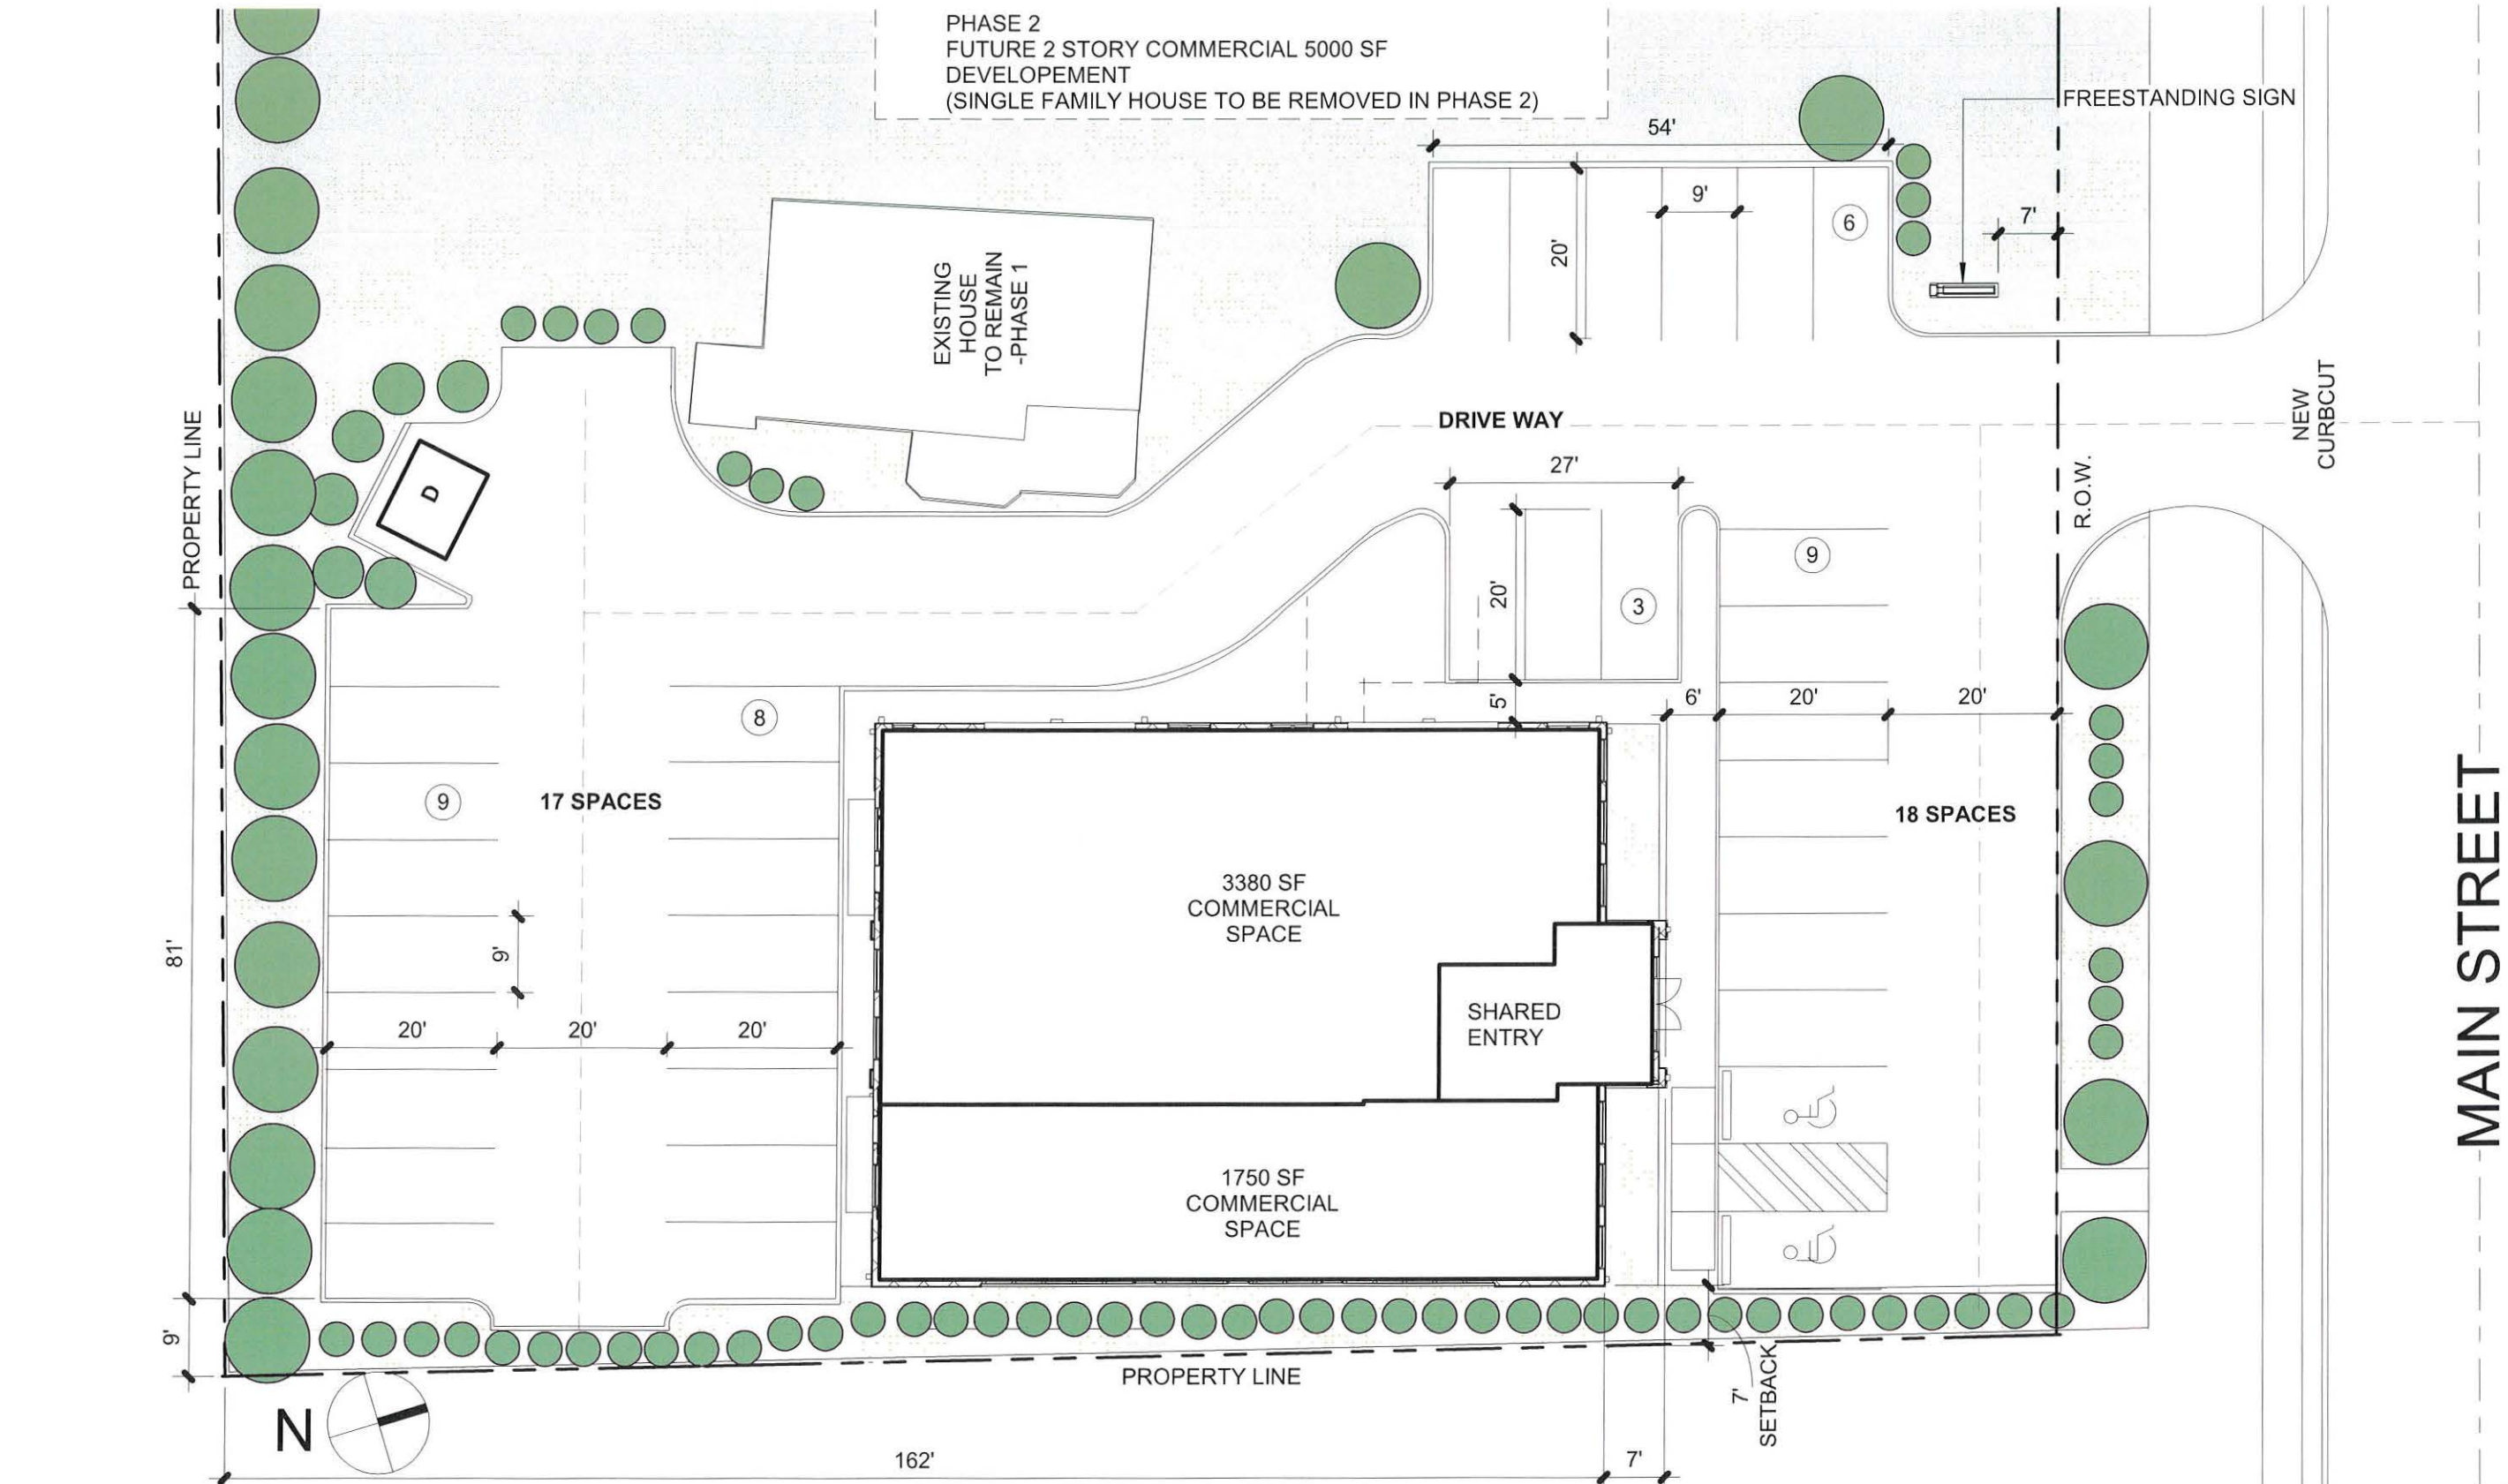 PHASE 2
FUTURE 2 STORY COMMERCIAL 5000 SF
DEVELOPEMENT
(SINGLE FAMILY HOUSE TO BE REMOVED IN PHASE 2)
FREESTANDING SIGN
54'
9'
6
7'
20'
EXISTING
HOUSE
TO REMAIN
-PHASE 1
DRIVE WAY
NEW
CURBCUT
PROPERTY LINE
D
27'
R.O.W.
9
20'
3
5'
6'
20'
20'
8
9
17 SPACES
18 SPACES
3380 SF
COMMERCIAL
SPACE
81'
9'
SHARED
ENTRY
20'
20'
20'
MAIN STREET
1750 SF
COMMERCIAL
SPACE
9'
PROPERTY LINE
7'
SETBACK
N
162'
7'